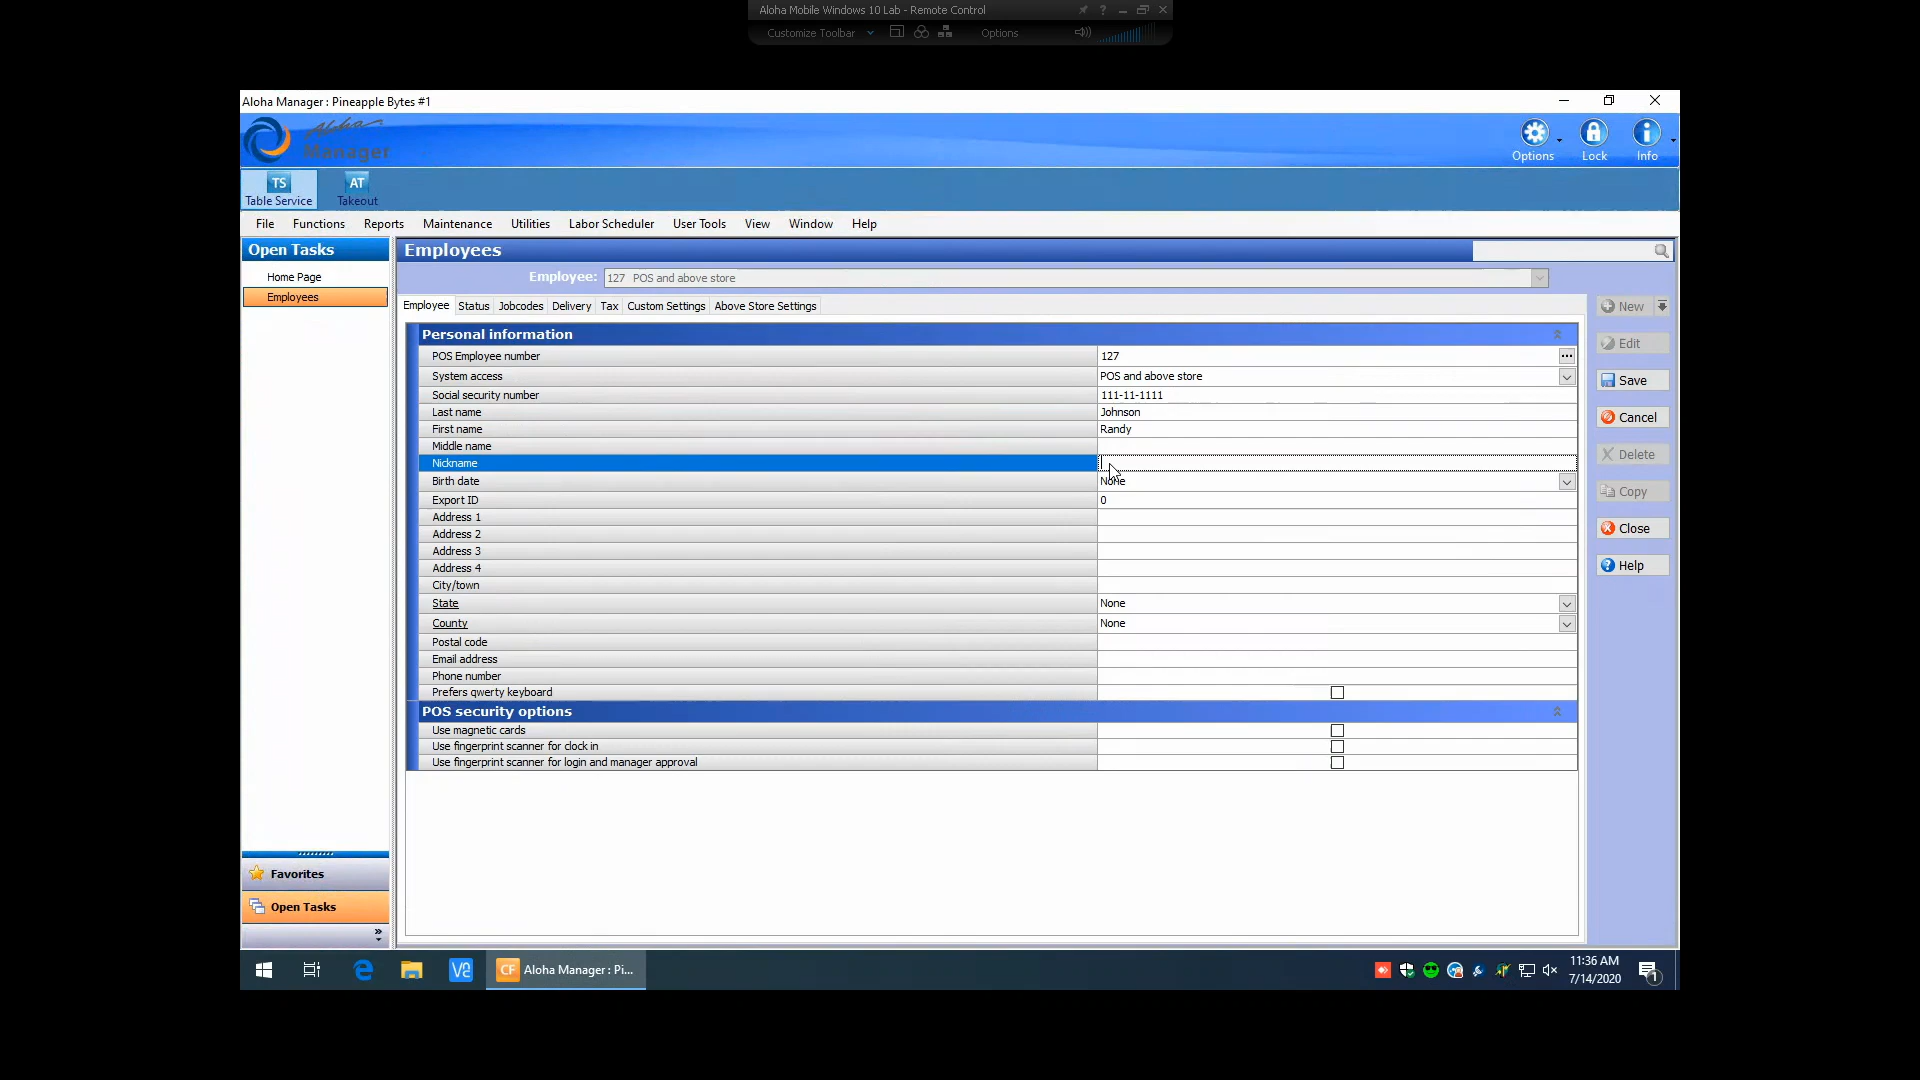 Aloha Mobile Windows 10 Lab - Remote Control
Customize Toolbar
Options
Aloha Manager : Pineapple Bytes #1
Aloha
Manager
Options
Lock
Info
TS
Table Service
AT
Takeout
File
Functions
Reports
Maintenance
Utilities
Labor Scheduler
User Tools
View
Window
Help
Open Tasks
Home Page
Employees
Employees
Employee: 127 POS and above store
Employee
Status
Jobcodes
Delivery
Tax
Custom Settings
Above Store Settings
Personal information
POS Employee number 127
System access POS and above store
Social security number 111-11-1111
Last name Johnson
First name Randy
Middle name
Nickname
Birth date None
Export ID 0
Address 1
Address 2
Address 3
Address 4
City/town
State None
County None
Postal code
Email address
Phone number
Prefers qwerty keyboard
POS security options
Use magnetic cards
Use fingerprint scanner for clock in
Use fingerprint scanner for login and manager approval
New
Edit
Save
Cancel
Delete
Copy
Close
Help
Favorites
Open Tasks
CF
Aloha Manager : Pi...
11:36 AM
7/14/2020
1